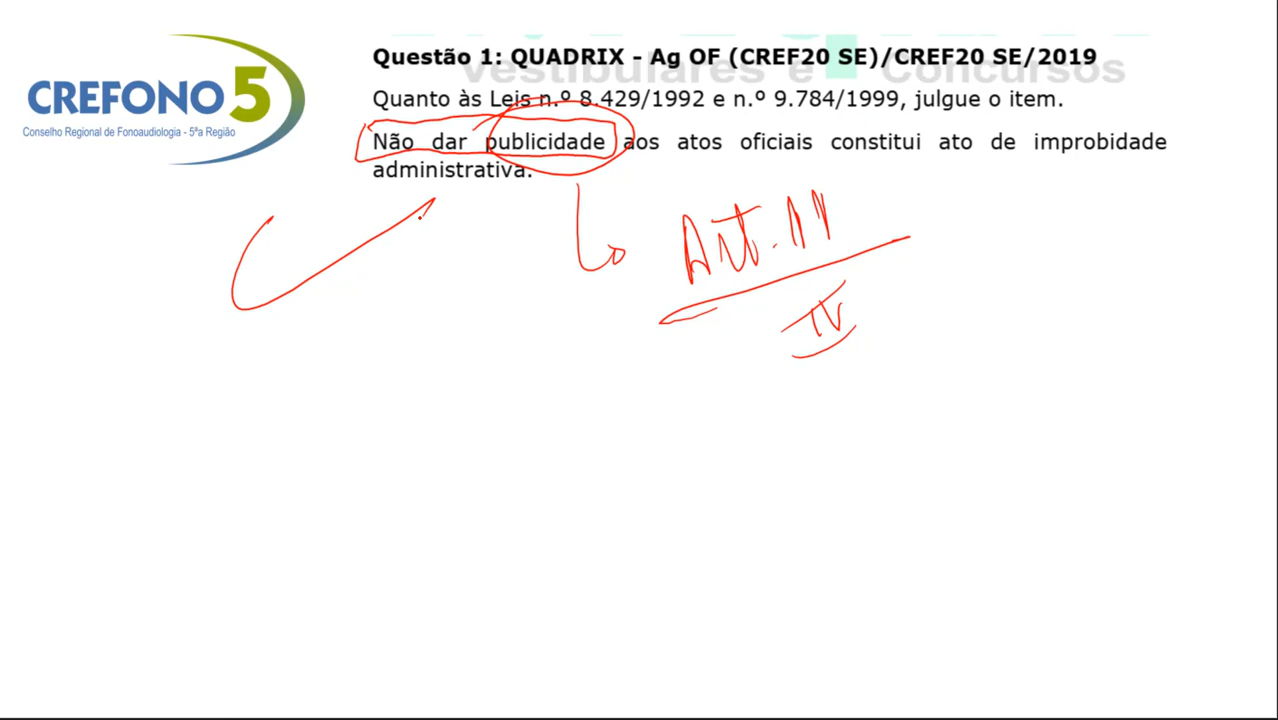 CREFONO 5
Conselho Regional de Fonoaudiologia - 5ª Região
Vestibulares e Concursos
Questão 1: QUADRIX - Ag OF (CREF20 SE)/CREF20 SE/2019
Quanto às Leis n.º 8.429/1992 e n.º 9.784/1999, julgue o item.
Não dar publicidade aos atos oficiais constitui ato de improbidade
administrativa.
Art. 11
IV